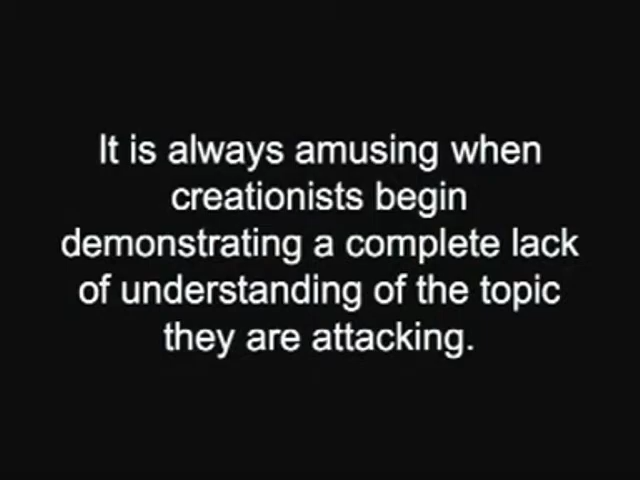 It is always amusing when
creationists begin
demonstrating a complete lack
of understanding of the topic
they are attacking.